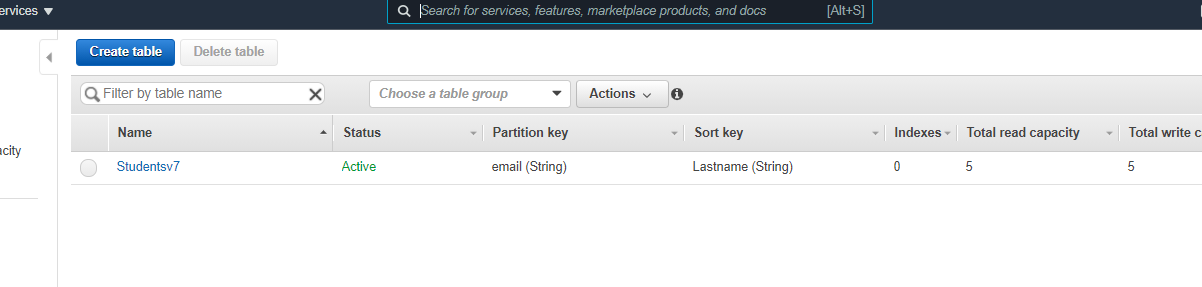 ervices Search for services, features, marketplace products, and docs [Alt+S]
Create table Delete table
Filter by table name Choose a table group Actions
Name Status Partition key Sort key Indexes Total read capacity Total write c
acity
Studentsv7 Active email (String) Lastname (String) 0 5 5